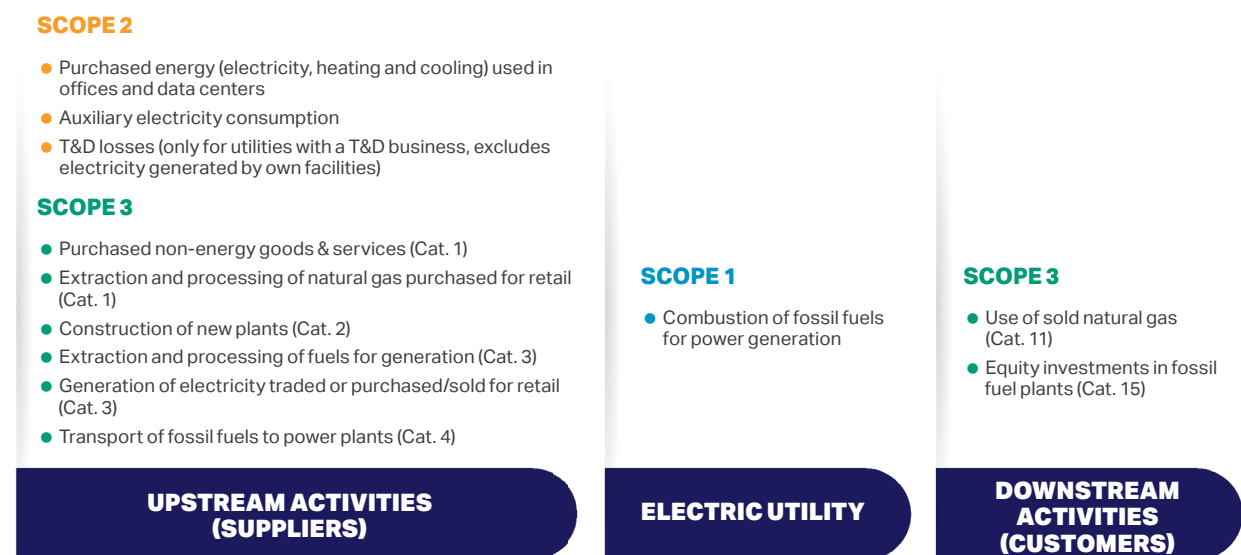 SCOPE 2
Purchased energy (electricity, heating and cooling) used in
offices and data centers
Auxiliary electricity consumption
T&D losses (only for utilities with a T&D business, excludes
electricity generated by own facilities)
SCOPE 3
Purchased non-energy goods & services (Cat. 1)
Extraction and processing of natural gas purchased for retail
(Cat. 1)
Construction of new plants (Cat. 2)
Extraction and processing of fuels for generation (Cat. 3)
Generation of electricity traded or purchased/sold for retail
(Cat. 3)
Transport of fossil fuels to power plants (Cat. 4)
UPSTREAM ACTIVITIES
(SUPPLIERS)
SCOPE 1
Combustion of fossil fuels
for power generation
ELECTRIC UTILITY
SCOPE 3
Use of sold natural gas
(Cat. 11)
Equity investments in fossil
fuel plants (Cat. 15)
DOWNSTREAM
ACTIVITIES
(CUSTOMERS)